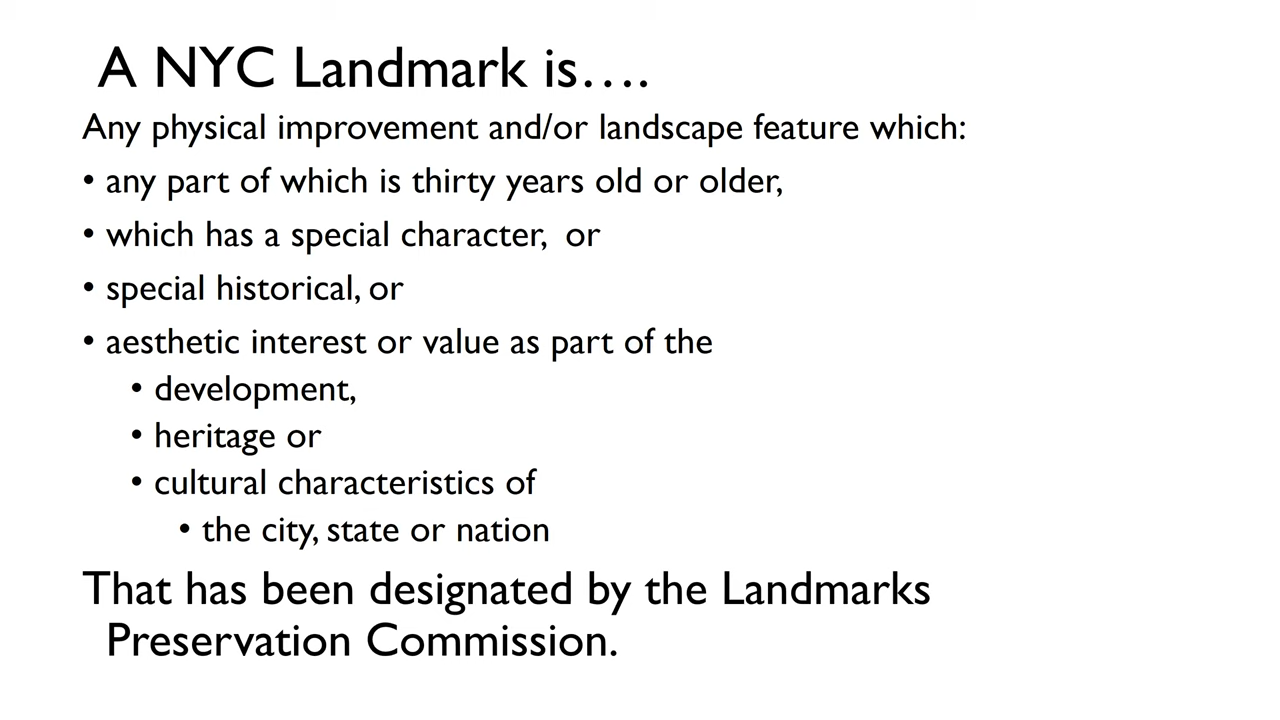 A NYC Landmark is….
Any physical improvement and/or landscape feature which:
• any part of which is thirty years old or older,
• which has a special character,  or
• special historical, or
• aesthetic interest or value as part of the
• development,
• heritage or
• cultural characteristics of
• the city, state or nation
That has been designated by the Landmarks
Preservation Commission.